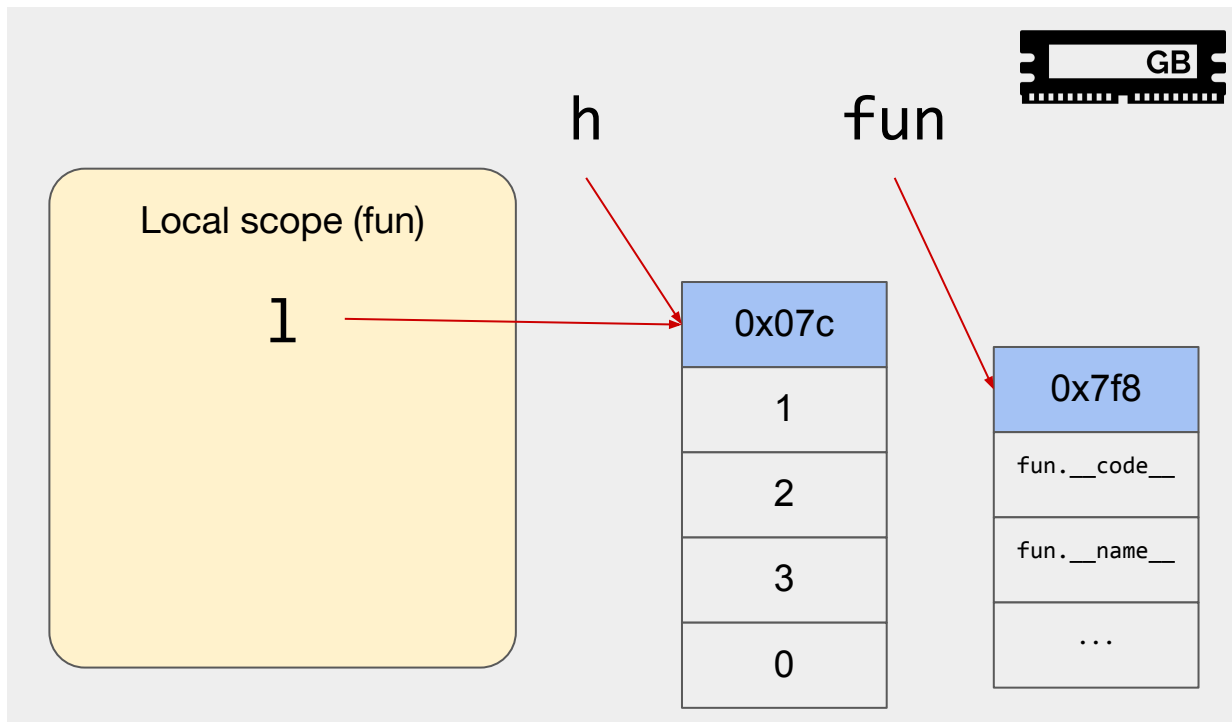 GB
h
fun
Local scope (fun)
l
0x07c
1
2
3
0
0x7f8
fun.__code__
fun.__name__
...